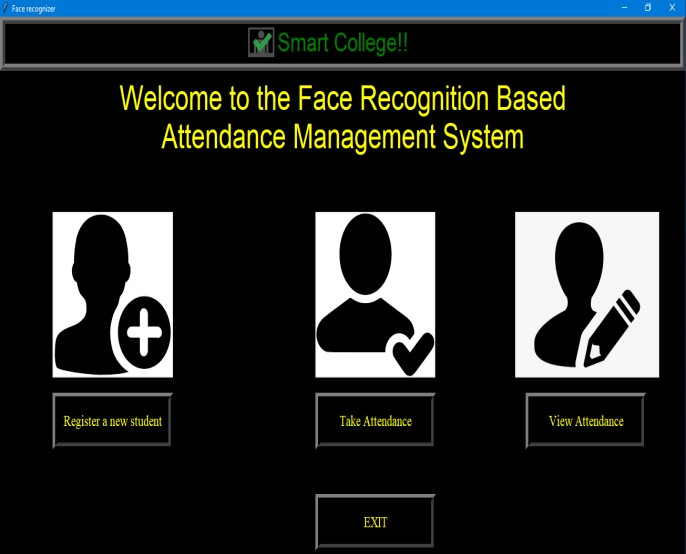 Face recognizer
Smart College!!
Welcome to the Face Recognition Based
Attendance Management System
Register a new student
Take Attendance
View Attendance
EXIT